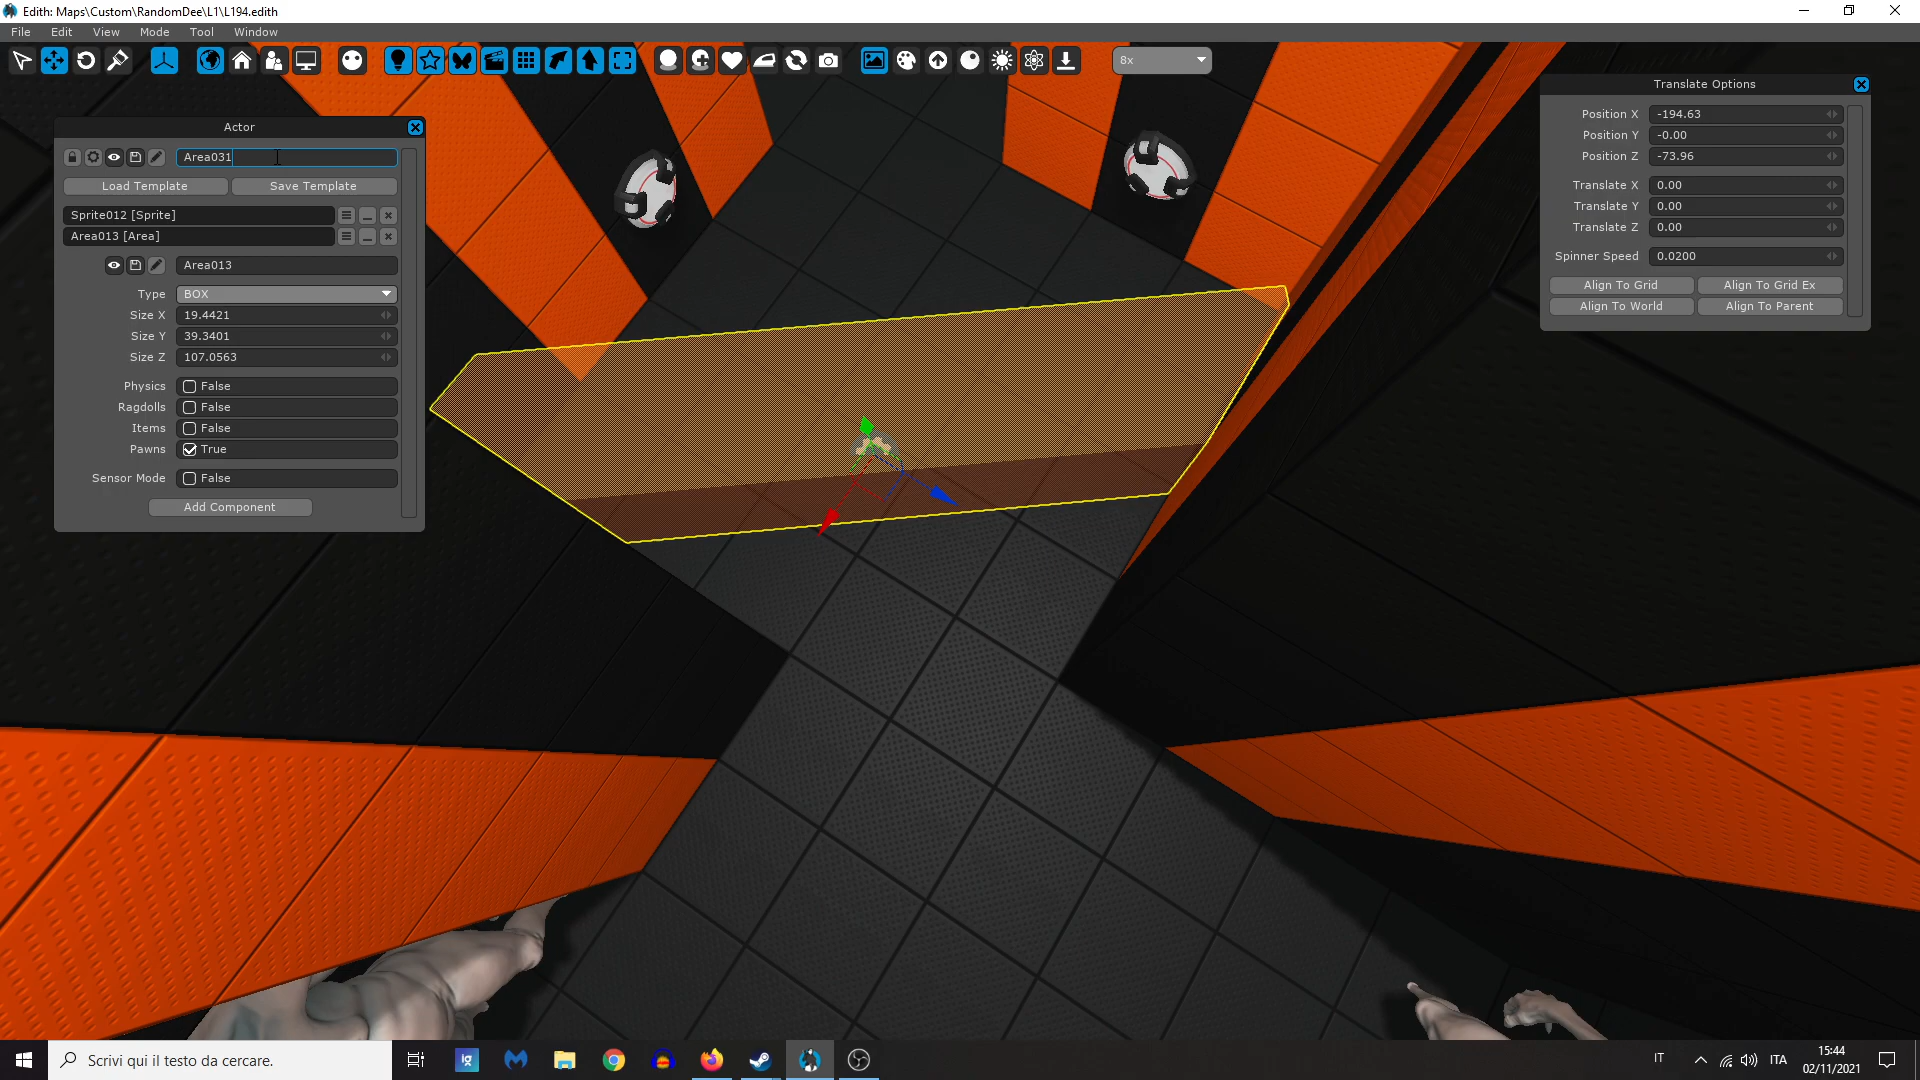 Edith: Maps\Custom\RandomDee\L1\L194.edith
File Edit View Mode Tool Window
8x
Actor
Area031
Load Template Save Template
Sprite012 [Sprite]
Area013 [Area]
Area013
Type BOX
Size X 19.4421
Size Y 39.3401
Size Z 107.0563
Physics False
Ragdolls False
Items False
Pawns True
Sensor Mode False
Add Component
Translate Options
Position X -194.63
Position Y -0.00
Position Z -73.96
Translate X 0.00
Translate Y 0.00
Translate Z 0.00
Spinner Speed 0.0200
Align To Grid Align To Grid Ex
Align To World Align To Parent
Scrivi qui il testo da cercare.
Ig
IT
ITA
15:44
02/11/2021